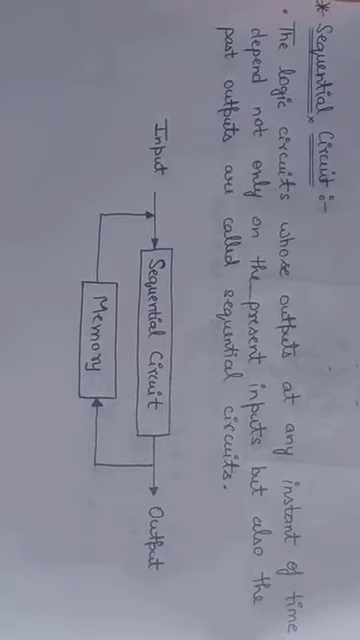 * Sequential Circuit :-
• The logic circuits whose outputs at any instant of time
depend not only on the present inputs but also the
past outputs are called sequential circuits.
Input
Sequential Circuit
Output
Memory